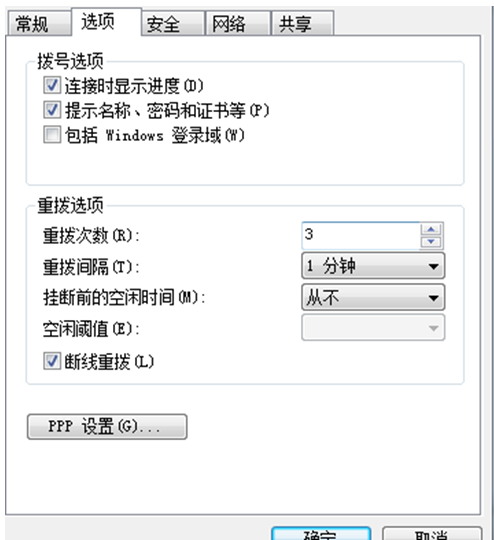 常规 选项 安全 网络 共享
拨号选项
连接时显示进度(D)
提示名称、密码和证书等(P)
包括 Windows 登录域(W)
重拨选项
重拨次数(R): 3
重拨间隔(T): 1 分钟
挂断前的空闲时间(M): 从不
空闲阈值(E):
断线重拨(L)
PPP 设置(G)...
确定 取消